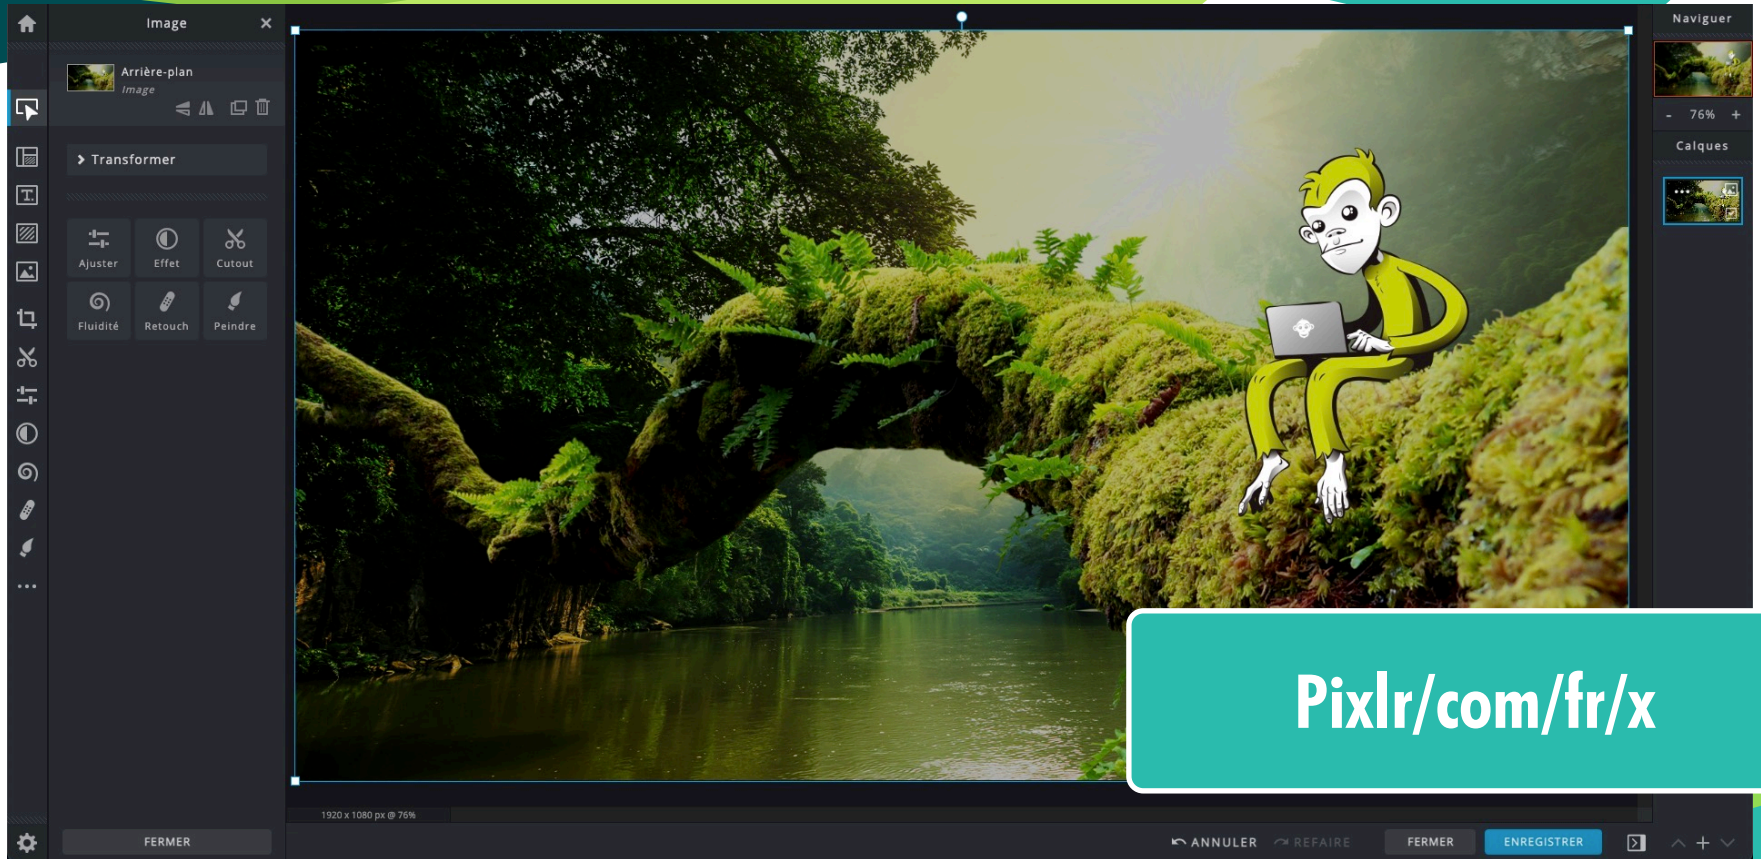 Image
Arrière-plan
Image
Transformer
Ajuster
Effet
Cutout
Fluidité
Retouch
Peindre
FERMER
1920 x 1080 px @ 76%
Naviguer
- 76% +
Calques
Pixlr/com/fr/x
ANNULER
REFAIRE
FERMER
ENREGISTRER